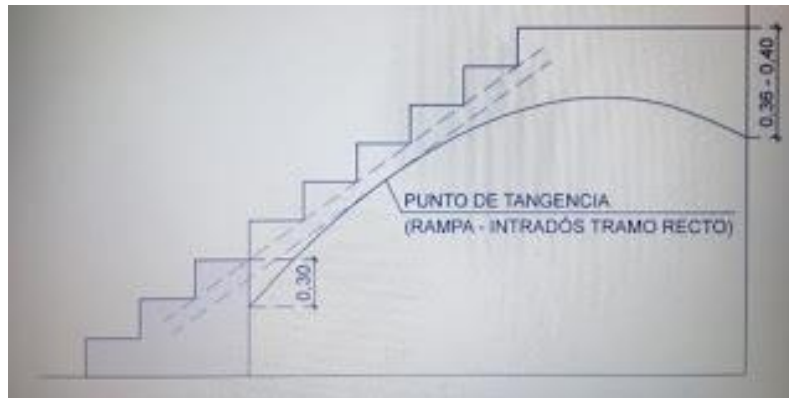 0,36 - 0,40
PUNTO DE TANGENCIA
(RAMPA - INTRADÓS TRAMO RECTO)
0,30